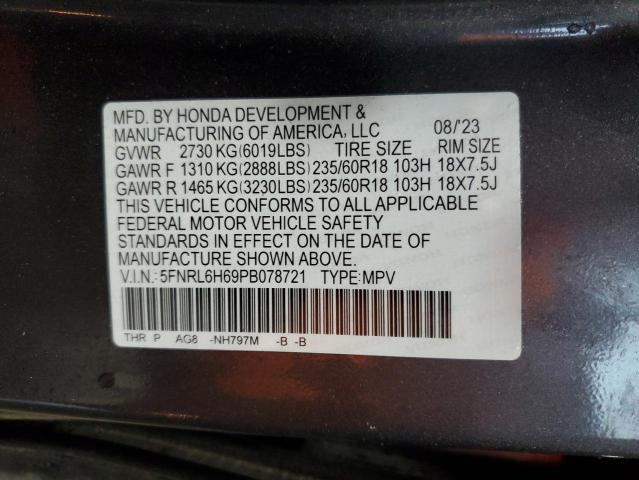 MFD. BY HONDA DEVELOPMENT &
MANUFACTURING OF AMERICA, LLC 08/'23
GVWR 2730 KG(6019LBS) TIRE SIZE RIM SIZE
GAWR F 1310 KG(2888LBS)235/60R18 103H 18X7.5J
GAWR R 1465 KG(3230LBS)235/60R18 103H 18X7.5J
THIS VEHICLE CONFORMS TO ALL APPLICABLE
FEDERAL MOTOR VEHICLE SAFETY
STANDARDS IN EFFECT ON THE DATE OF
MANUFACTURE SHOWN ABOVE.
V.I.N.: 5FNRL6H69PB078721 TYPE:MPV
THR P AG8 -NH797M -B -B